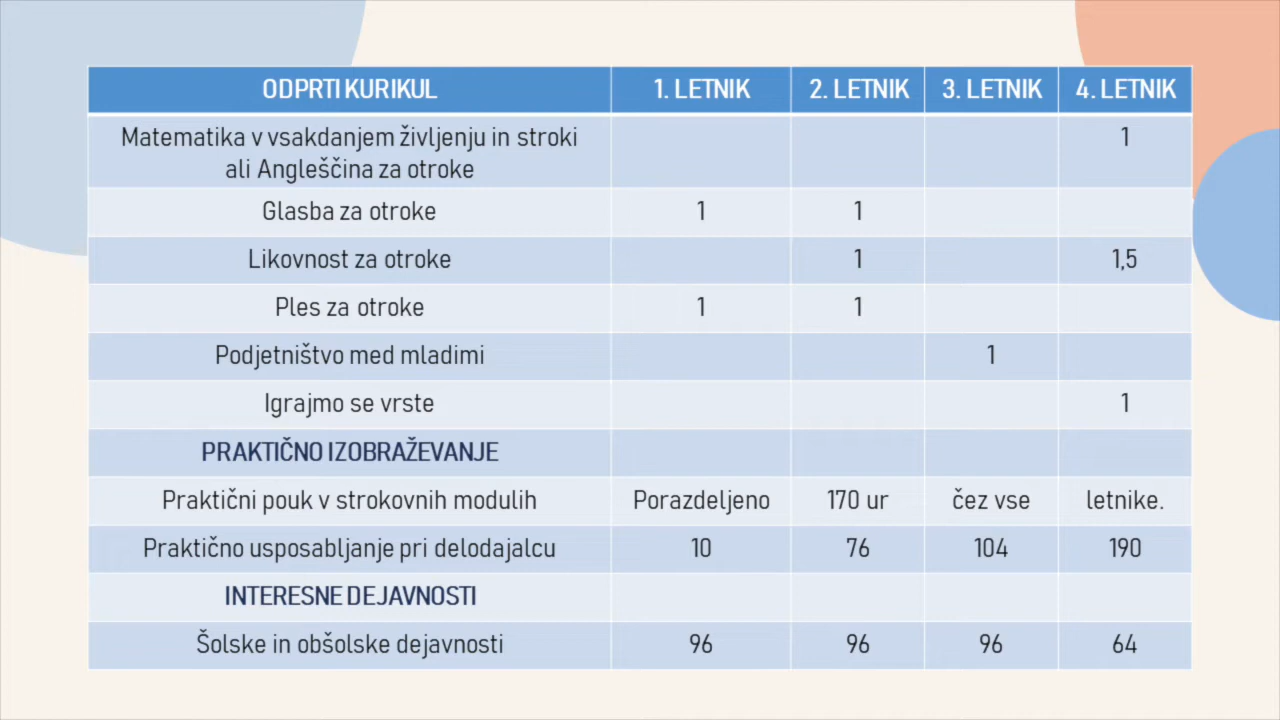 ODPRTI KURIKUL 1. LETNIK 2. LETNIK 3. LETNIK 4. LETNIK
Matematika v vsakdanjem življenju in stroki 1
ali Angleščina za otroke
Glasba za otroke 1 1
Likovnost za otroke 1 1,5
Ples za otroke 1 1
Podjetništvo med mladimi 1
Igrajmo se vrste 1
PRAKTIČNO IZOBRAŽEVANJE
Praktični pouk v strokovnih modulih Porazdeljeno 170 ur čez vse letnike.
Praktično usposabljanje pri delodajalcu 10 76 104 190
INTERESNE DEJAVNOSTI
Šolske in obšolske dejavnosti 96 96 96 64